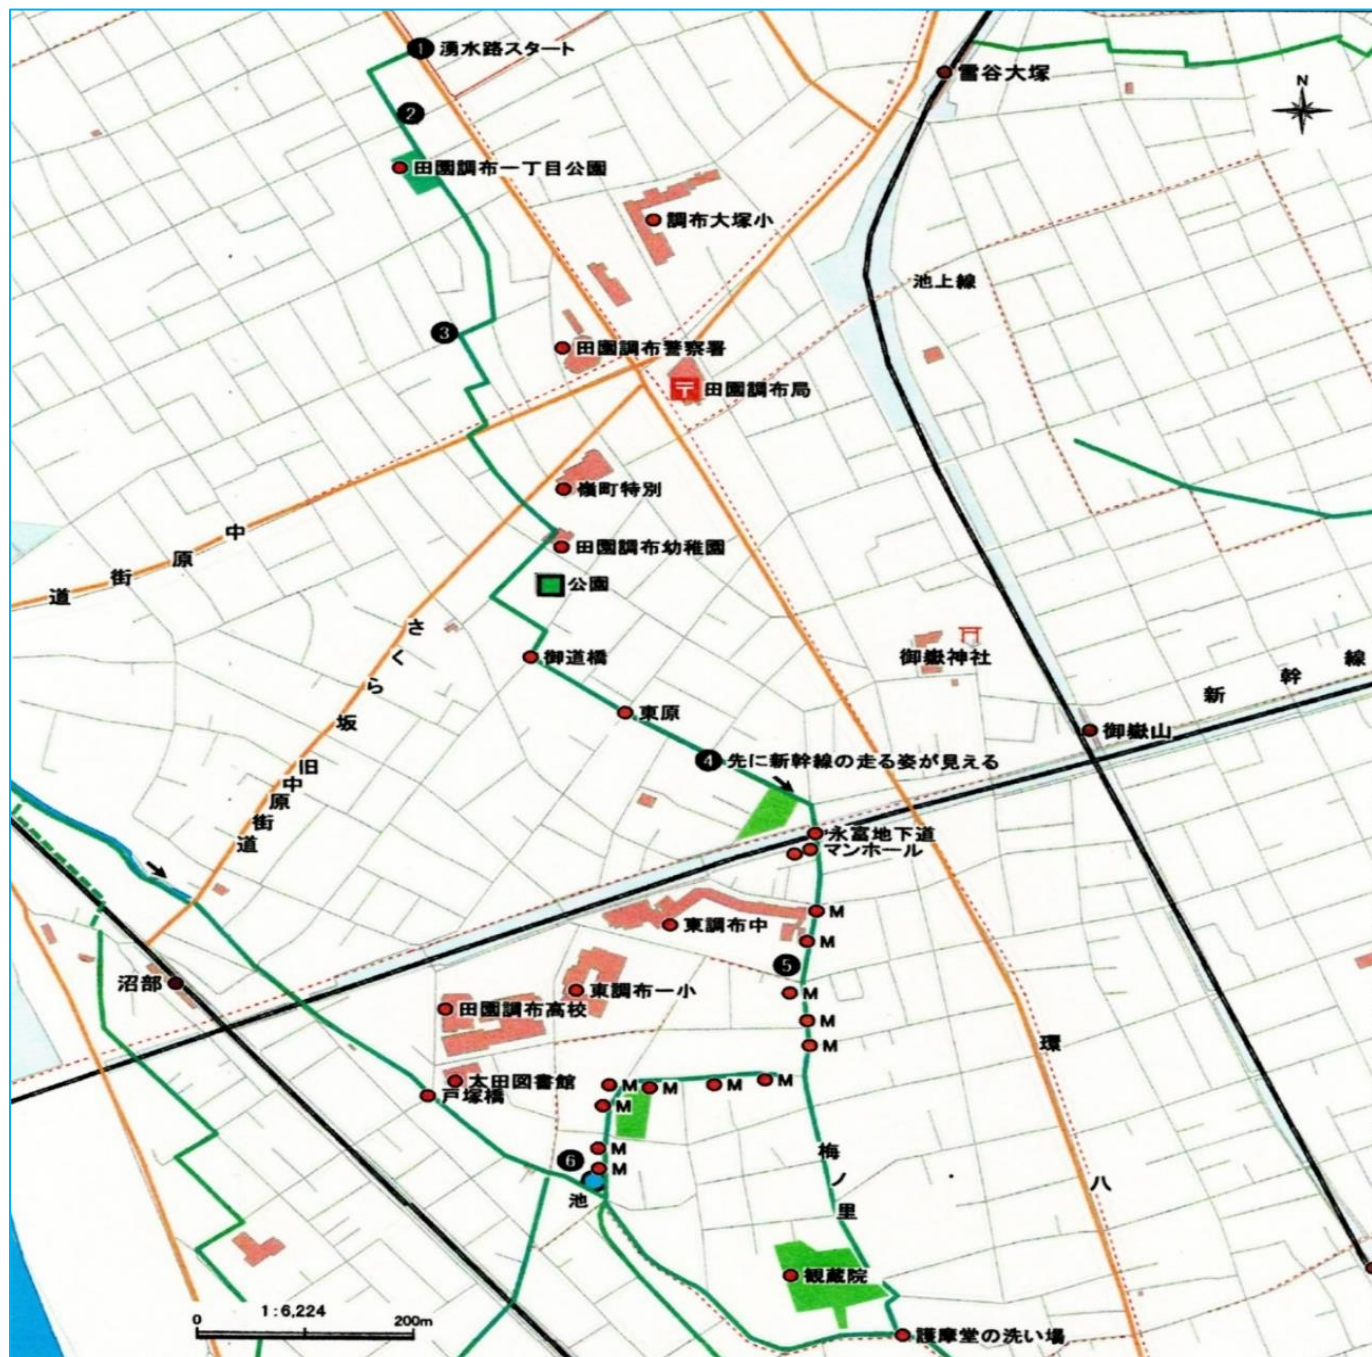 1 湧水路スタート
雪谷大塚
N
2
田園調布一丁目公園
調布大塚小
池上線
3
田園調布警察署
〒 田園調布局
嶺町特別
中原街道
田園調布幼稚園
公園
さくら坂
御道橋
御嶽神社
新幹線
東原
御嶽山
4 先に新幹線の走る姿が見える
旧中原街道
永富地下道
マンホール
M
東調布中
M
5
沼部
東調布一小
M
田園調布高校
M
環八
M
太田図書館
M
M
M
M
戸塚橋
M
M
6
M
梅ノ里
池
観蔵院
1:6,224
0 200m
護摩堂の洗い場